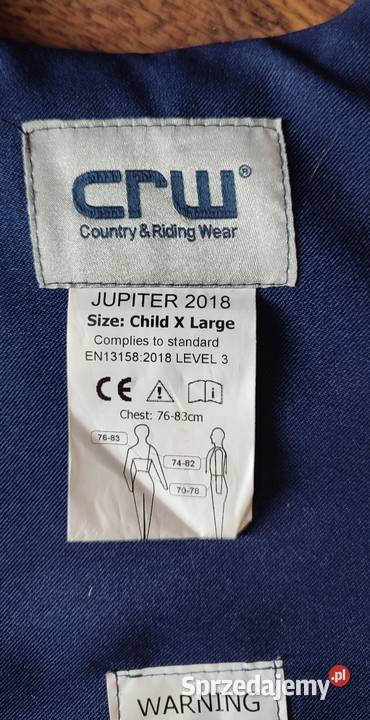 crw®
Country & Riding Wear
JUPITER 2018
Size: Child X Large
Complies to standard
EN13158:2018 LEVEL 3
CE
i
Chest: 76-83cm
76-83
74-82
70-78
WARNING
Sprzedajemy.pl